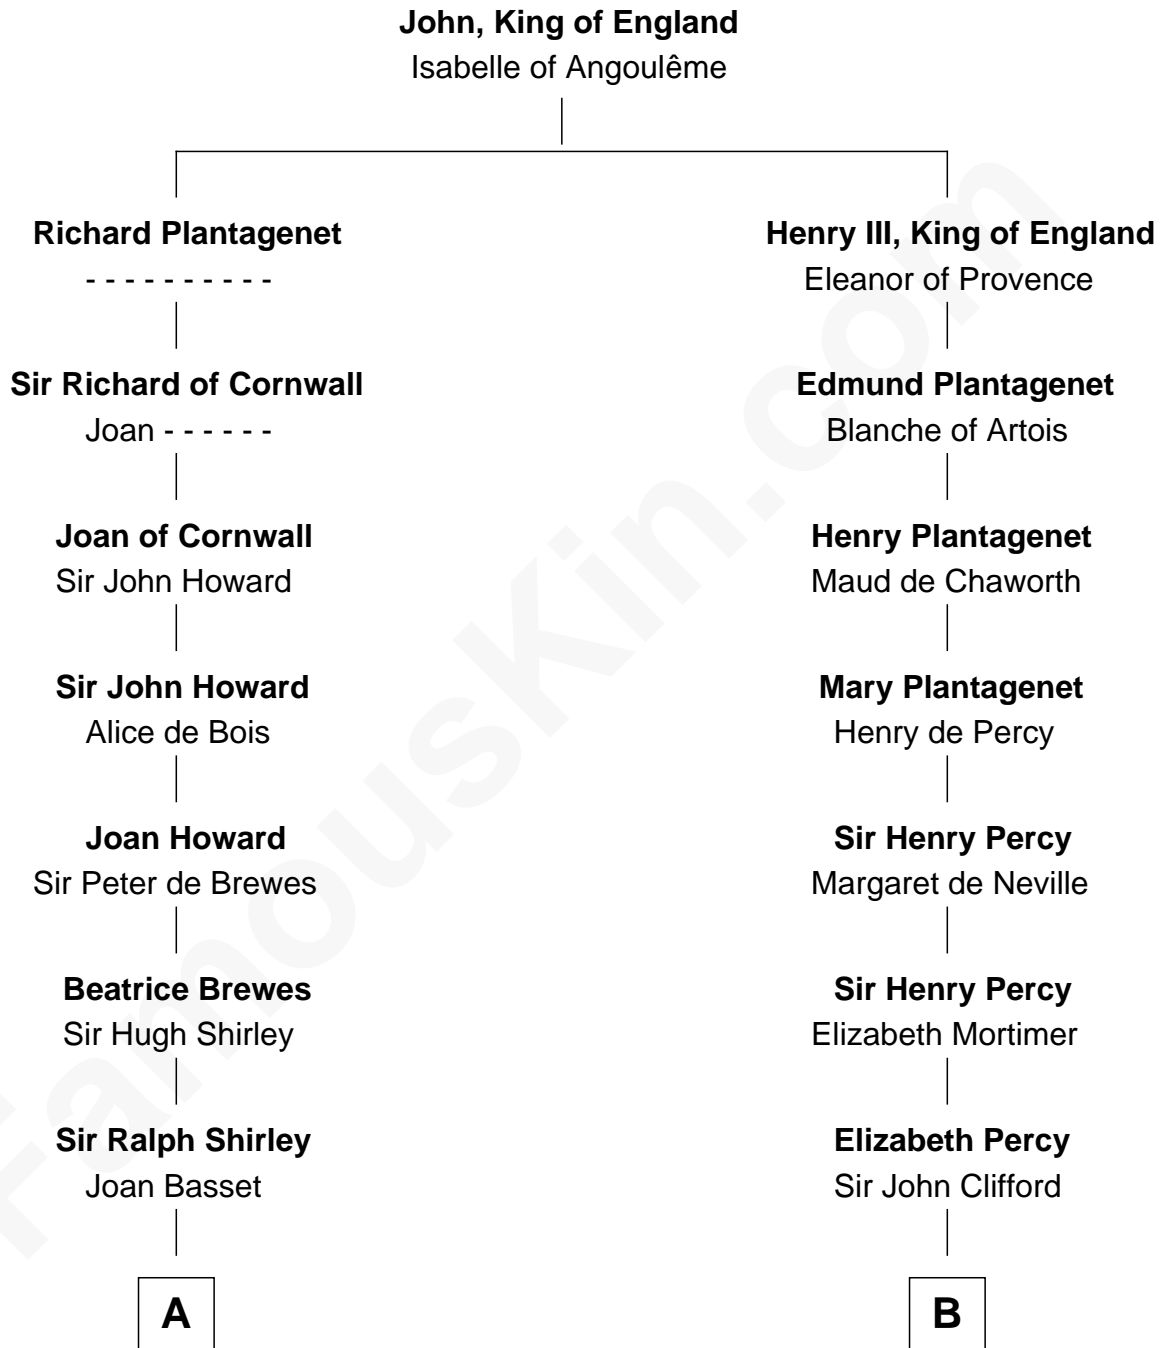 John, King of England
Isabelle of Angoulême
Richard Plantagenet
- - - - - - - - - -
Sir Richard of Cornwall
Joan - - - - - -
Joan of Cornwall
Sir John Howard
Sir John Howard
Alice de Bois
Joan Howard
Sir Peter de Brewes
Beatrice Brewes
Sir Hugh Shirley
Sir Ralph Shirley
Joan Basset
A
Henry III, King of England
Eleanor of Provence
Edmund Plantagenet
Blanche of Artois
Henry Plantagenet
Maud de Chaworth
Mary Plantagenet
Henry de Percy
Sir Henry Percy
Margaret de Neville
Sir Henry Percy
Elizabeth Mortimer
Elizabeth Percy
Sir John Clifford
B
FamousKin.com